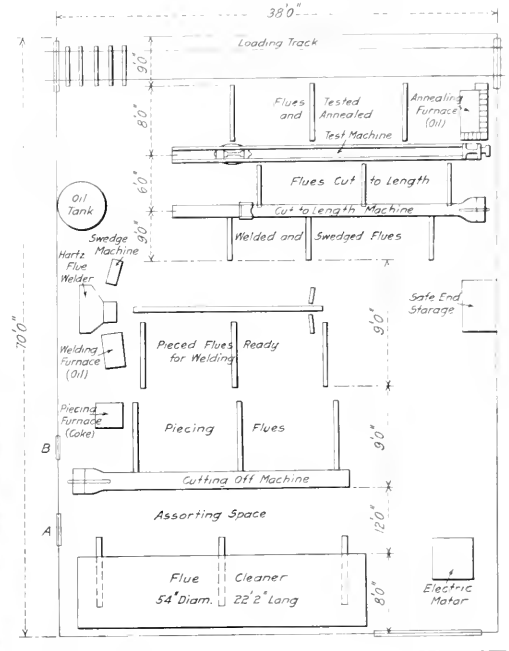 38'0"
Loading Track
9'0"
8'0"
Flues Tested
and Annealed
Annealing
Furnace
(Oil)
Test Machine
6'0"
Flues Cut to Length
Oil
Tank
Cut to Length Machine
9'0"
Swedge
Machine
Welded and Swedged Flues
Hartz
Flue
Welder
Safe End
Storage
70'0"
9'0"
Pieced Flues Ready
for Welding
Welding
Furnace
(Oil)
Piecing
Furnace
(Coke)
Piecing Flues
9'0"
B
Cutting Off Machine
Assorting Space
A
12'0"
Flue Cleaner
54" Diam. 22'2" Long
8'0"
Electric
Motor